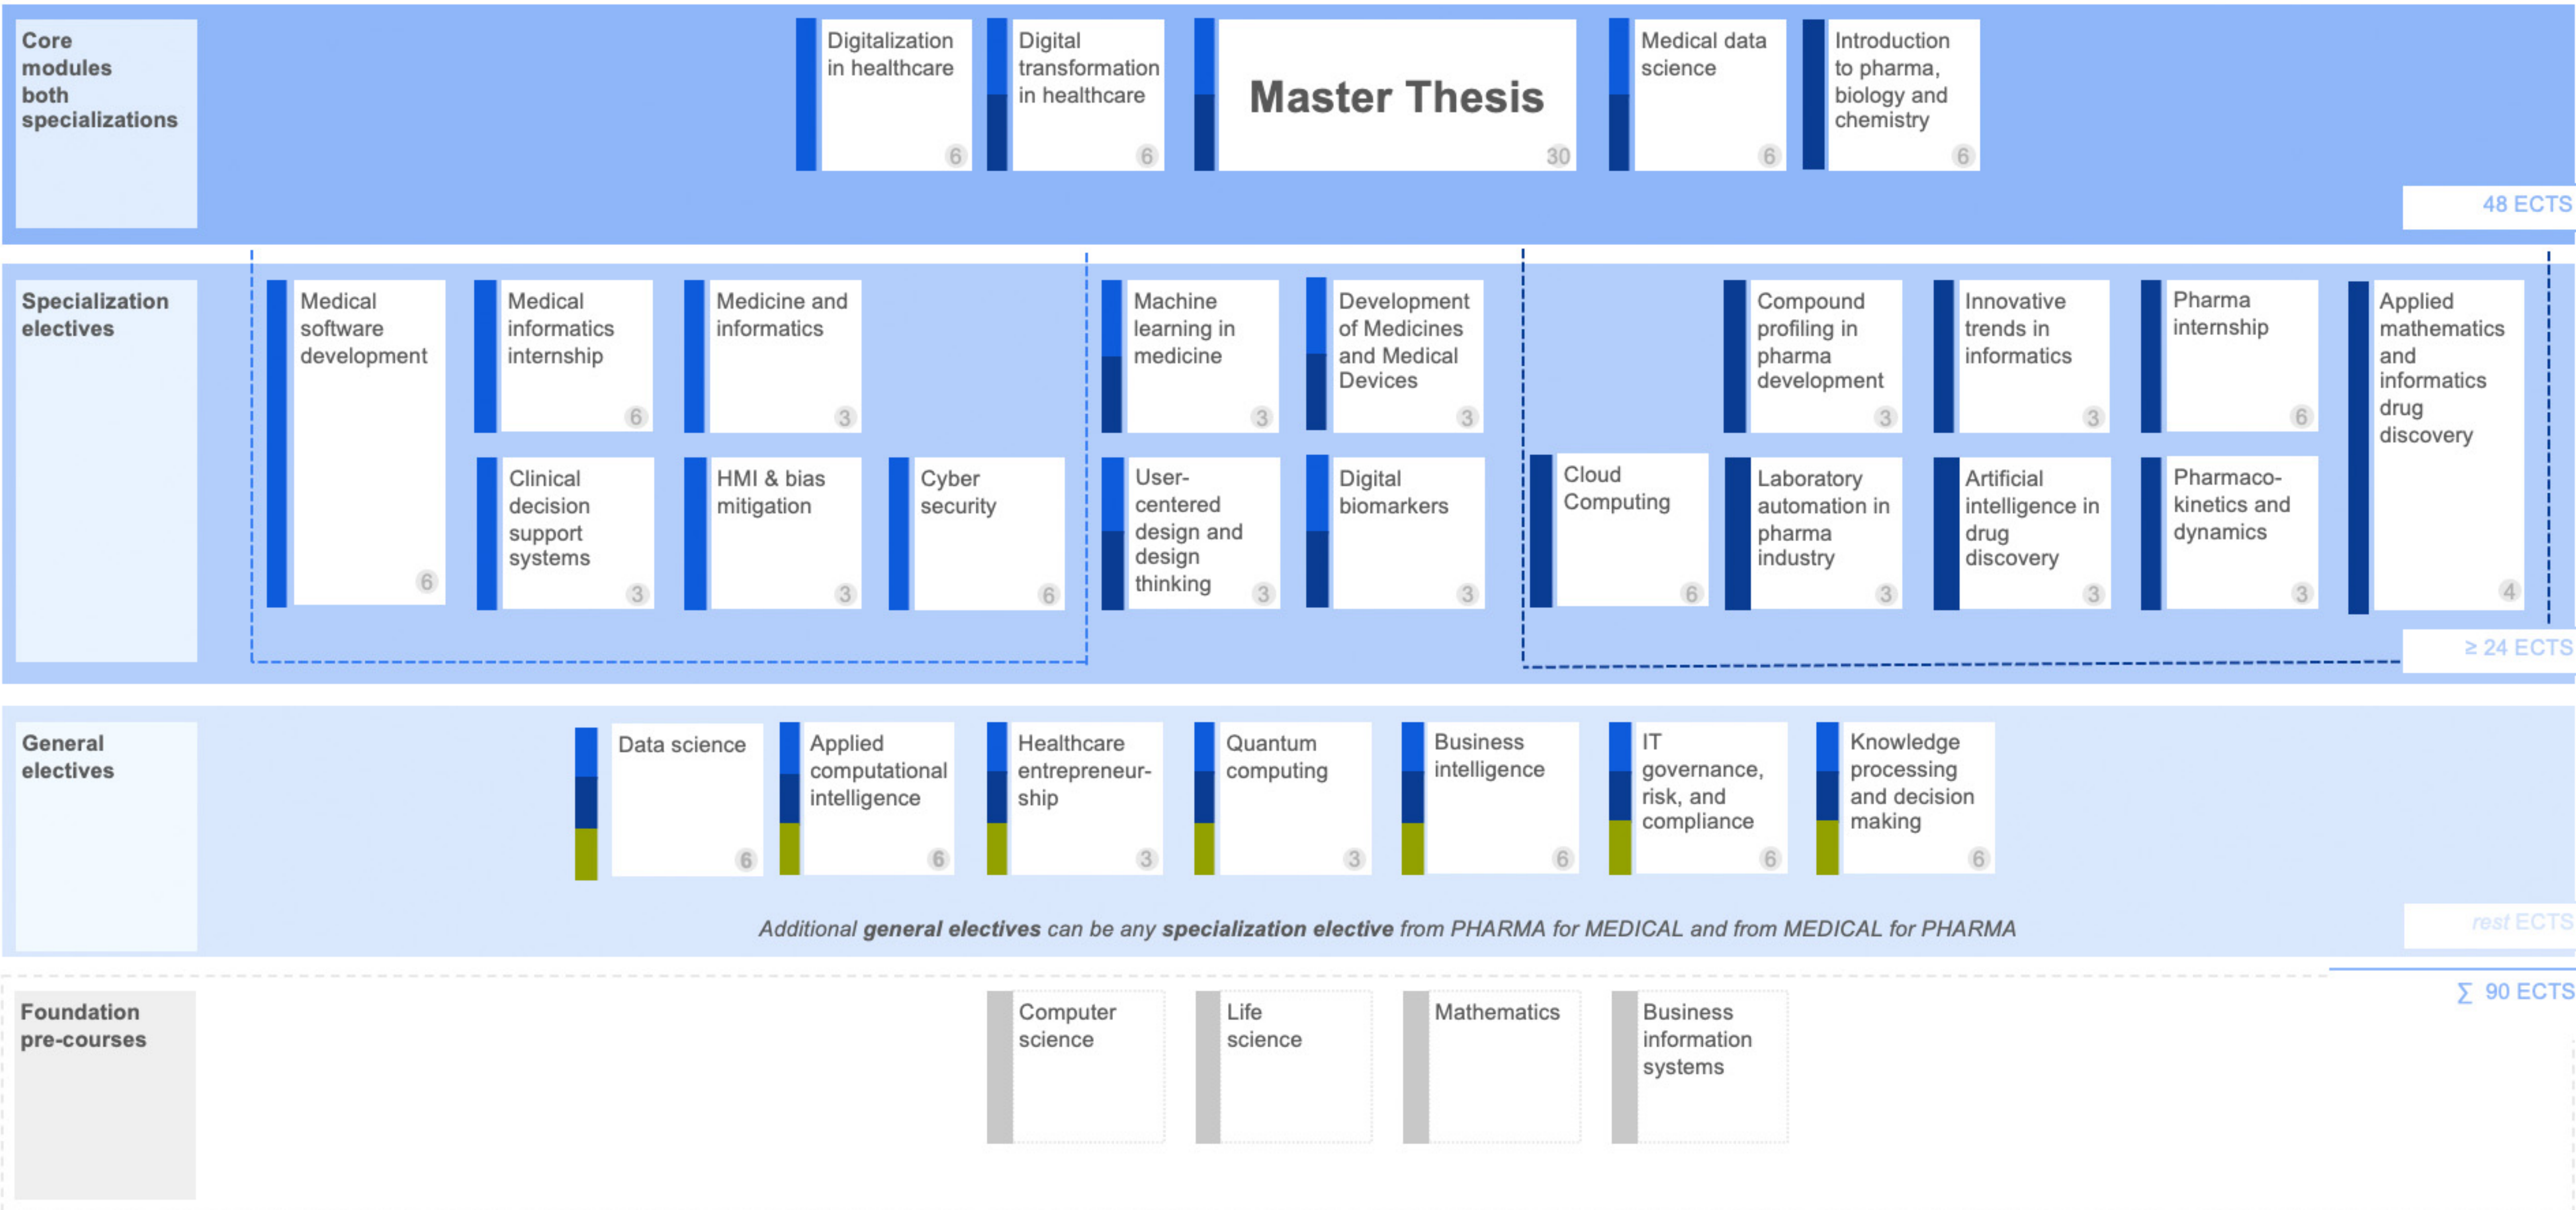 Core
modules
both
specializations
Digitalization
in healthcare
6
Digital
transformation
in healthcare
6
Master Thesis
30
Medical data
science
6
Introduction
to pharma,
biology and
chemistry
6
48 ECTS
Specialization
electives
Medical
software
development
6
Medical
informatics
internship
6
Medicine and
informatics
3
Clinical
decision
support
systems
3
HMI & bias
mitigation
3
Cyber
security
6
Machine
learning in
medicine
3
Development
of Medicines
and Medical
Devices
3
User-
centered
design and
design
thinking
3
Digital
biomarkers
3
Cloud
Computing
6
Compound
profiling in
pharma
development
3
Innovative
trends in
informatics
3
Pharma
internship
6
Laboratory
automation in
pharma
industry
3
Artificial
intelligence in
drug
discovery
3
Pharmaco-
kinetics and
dynamics
3
Applied
mathematics
and
informatics
drug
discovery
4
≥ 24 ECTS
General
electives
Data science
6
Applied
computational
intelligence
6
Healthcare
entrepreneur-
ship
3
Quantum
computing
3
Business
intelligence
6
IT
governance,
risk, and
compliance
6
Knowledge
processing
and decision
making
6
Additional general electives can be any specialization elective from PHARMA for MEDICAL and from MEDICAL for PHARMA
rest ECTS
∑ 90 ECTS
Foundation
pre-courses
Computer
science
Life
science
Mathematics
Business
information
systems